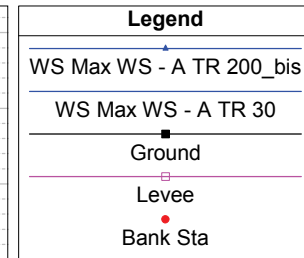 Legend
WS Max WS - A TR 200_bis
WS Max WS - A TR 30
Ground
Levee
Bank Sta